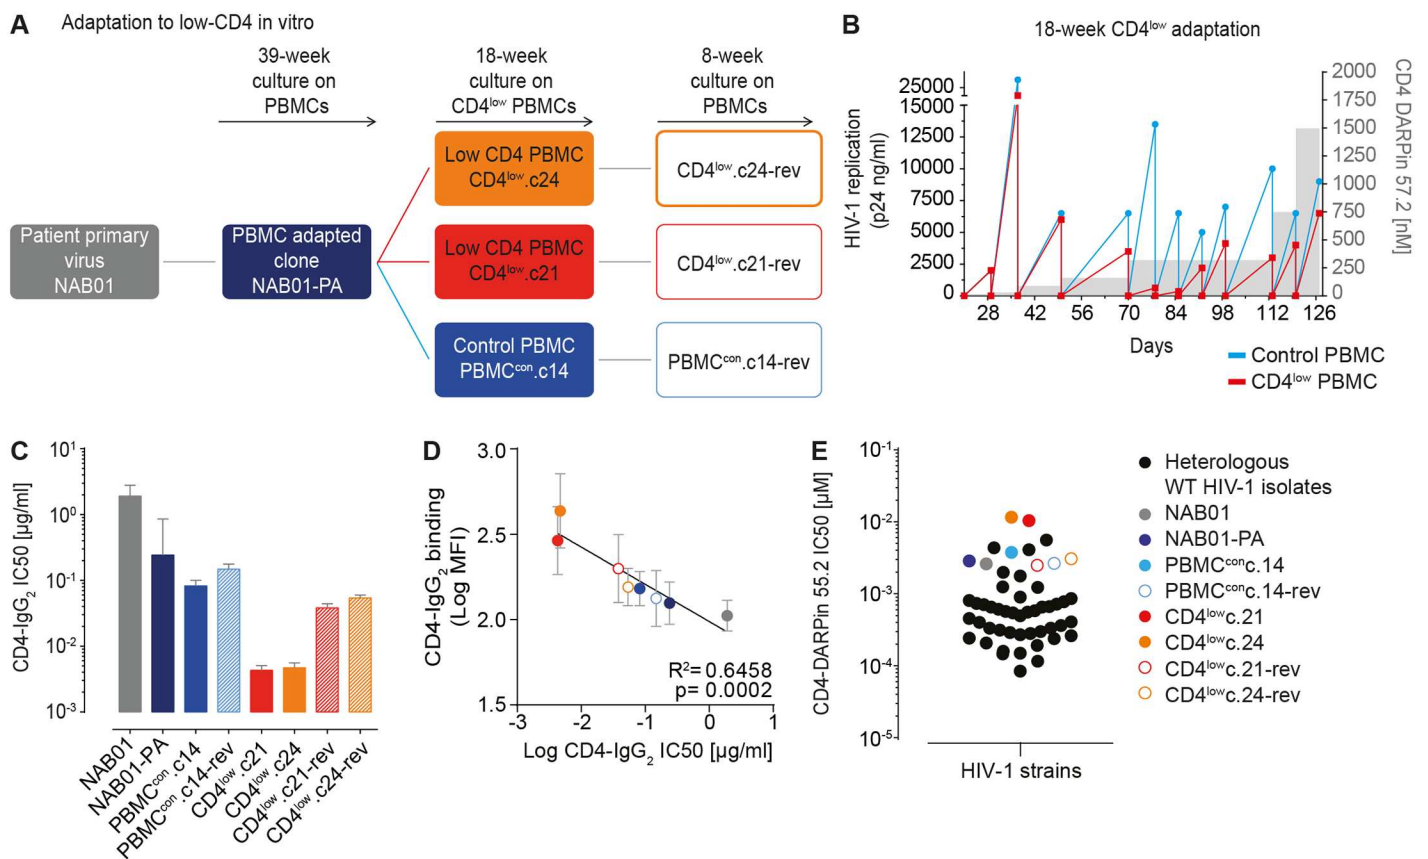 A
Adaptation to low-CD4 in vitro
39-week
culture on
PBMCs
18-week
culture on
CD4low PBMCs
8-week
culture on
PBMCs
Patient primary
virus
NAB01
PBMC adapted
clone
NAB01-PA
Low CD4 PBMC
CD4low.c24
Low CD4 PBMC
CD4low.c21
Control PBMC
PBMCcon.c14
CD4low.c24-rev
CD4low.c21-rev
PBMCcon.c14-rev
B
18-week CD4low adaptation
HIV-1 replication
(p24 ng/ml)
25000
15000
12500
10000
7500
5000
2500
0
2000
1750
1500
1250
1000
750
500
250
0
CD4 DARPin 57.2 [nM]
28 42 56 70 84 98 112 126
Days
Control PBMC
CD4low PBMC
C
CD4-IgG2 IC50 [µg/ml]
10^1
10^0
10^-1
10^-2
10^-3
NAB01
NAB01-PA
PBMCcon.c14
PBMCcon.c14-rev
CD4low.c21
CD4low.c24
CD4low.c21-rev
CD4low.c24-rev
D
CD4-IgG2 binding
(Log MFI)
3.0
2.5
2.0
1.5
R2= 0.6458
p= 0.0002
-3 -2 -1 0 1
Log CD4-IgG2 IC50 [µg/ml]
E
CD4-DARPin 55.2 IC50 [µM]
10^-1
10^-2
10^-3
10^-4
10^-5
HIV-1 strains
Heterologous
WT HIV-1 isolates
NAB01
NAB01-PA
PBMCconc.14
PBMCconc.14-rev
CD4lowc.21
CD4lowc.24
CD4lowc.21-rev
CD4lowc.24-rev